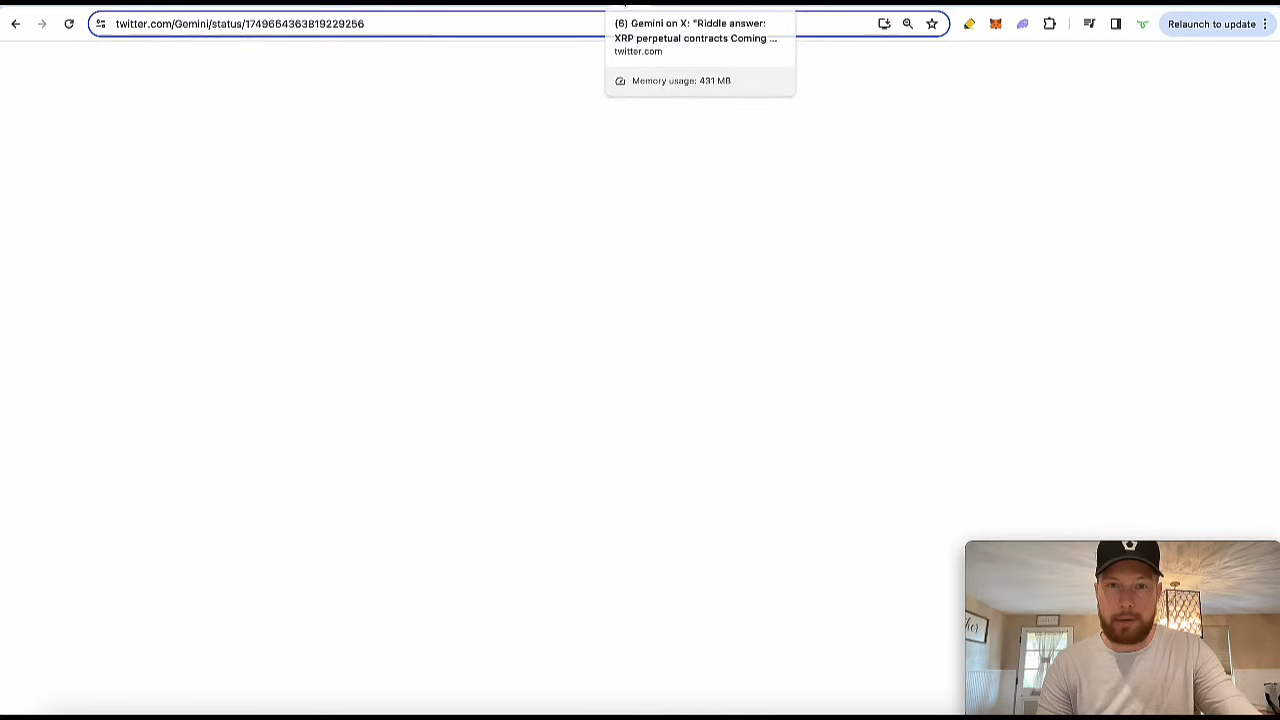 twitter.com/Gemini/status/1749664363819229256
Relaunch to update
(6) Gemini on X: "Riddle answer:
XRP perpetual contracts Coming ...
twitter.com
Memory usage: 431 MB
her